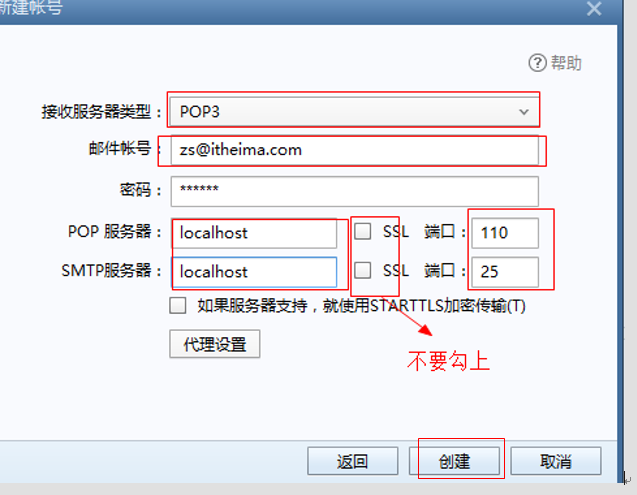 新建帐号
帮助
接收服务器类型： POP3
邮件帐号： zs@itheima.com
密码： ******
POP 服务器： localhost SSL 端口： 110
SMTP服务器： localhost SSL 端口： 25
如果服务器支持，就使用STARTTLS加密传输(T)
代理设置
不要勾上
返回 创建 取消